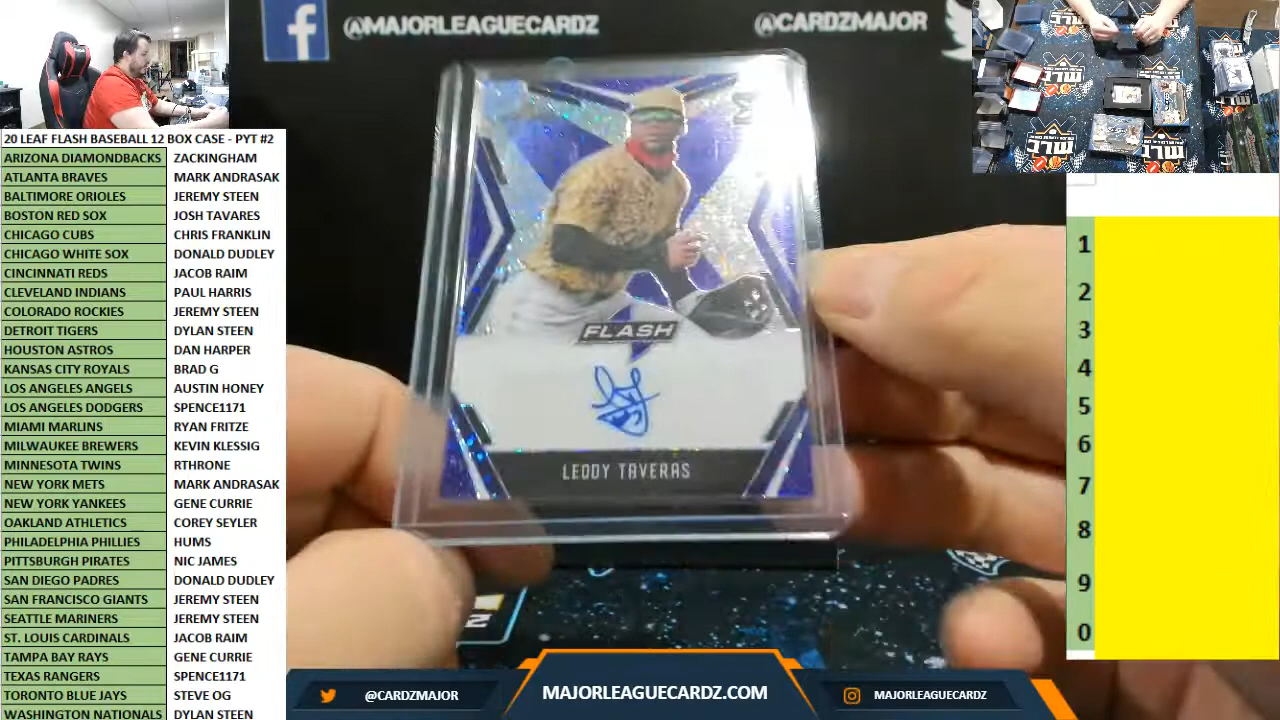 @MAJORLEAGUECARDZ
@CARDZMAJOR
20 LEAF FLASH BASEBALL 12 BOX CASE - PYT #2
ARIZONA DIAMONDBACKS ZACKINGHAM
ATLANTA BRAVES MARK ANDRASAK
BALTIMORE ORIOLES JEREMY STEEN
BOSTON RED SOX JOSH TAVARES
CHICAGO CUBS CHRIS FRANKLIN
CHICAGO WHITE SOX DONALD DUDLEY
CINCINNATI REDS JACOB RAIM
CLEVELAND INDIANS PAUL HARRIS
COLORADO ROCKIES JEREMY STEEN
DETROIT TIGERS DYLAN STEEN
HOUSTON ASTROS DAN HARPER
KANSAS CITY ROYALS BRAD G
LOS ANGELES ANGELS AUSTIN HONEY
LOS ANGELES DODGERS SPENCE1171
MIAMI MARLINS RYAN FRITZE
MILWAUKEE BREWERS KEVIN KLESSIG
MINNESOTA TWINS RTHRONE
NEW YORK METS MARK ANDRASAK
NEW YORK YANKEES GENE CURRIE
OAKLAND ATHLETICS COREY SEYLER
PHILADELPHIA PHILLIES HUMS
PITTSBURGH PIRATES NIC JAMES
SAN DIEGO PADRES DONALD DUDLEY
SAN FRANCISCO GIANTS JEREMY STEEN
SEATTLE MARINERS JEREMY STEEN
ST. LOUIS CARDINALS JACOB RAIM
TAMPA BAY RAYS GENE CURRIE
TEXAS RANGERS SPENCE1171
TORONTO BLUE JAYS STEVE OG
WASHINGTON NATIONALS DYLAN STEEN
FLASH
LEODY TAVERAS
1
2
3
4
5
6
7
8
9
0
@CARDZMAJOR
MAJORLEAGUECARDZ.COM
MAJORLEAGUECARDZ